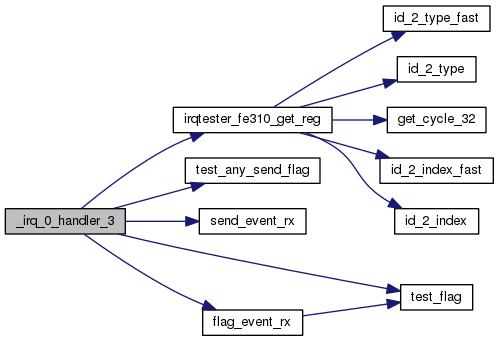 id_2_type_fast
id_2_type
irqtester_fe310_get_reg
get_cycle_32
test_any_send_flag
id_2_index_fast
_irq_0_handler_3
send_event_rx
id_2_index
test_flag
flag_event_rx